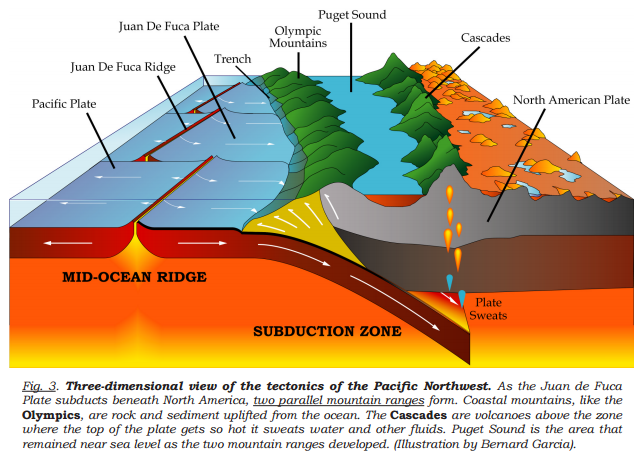 Puget Sound
Juan De Fuca Plate
Olympic
Mountains
Cascades
Juan De Fuca Ridge
Trench
Pacific Plate
North American Plate
MID-OCEAN RIDGE
Plate
Sweats
SUBDUCTION ZONE
Fig. 3. Three-dimensional view of the tectonics of the Pacific Northwest. As the Juan de Fuca
Plate subducts beneath North America, two parallel mountain ranges form. Coastal mountains, like the
Olympics, are rock and sediment uplifted from the ocean. The Cascades are volcanoes above the zone
where the top of the plate gets so hot it sweats water and other fluids. Puget Sound is the area that
remained near sea level as the two mountain ranges developed. (Illustration by Bernard Garcia).